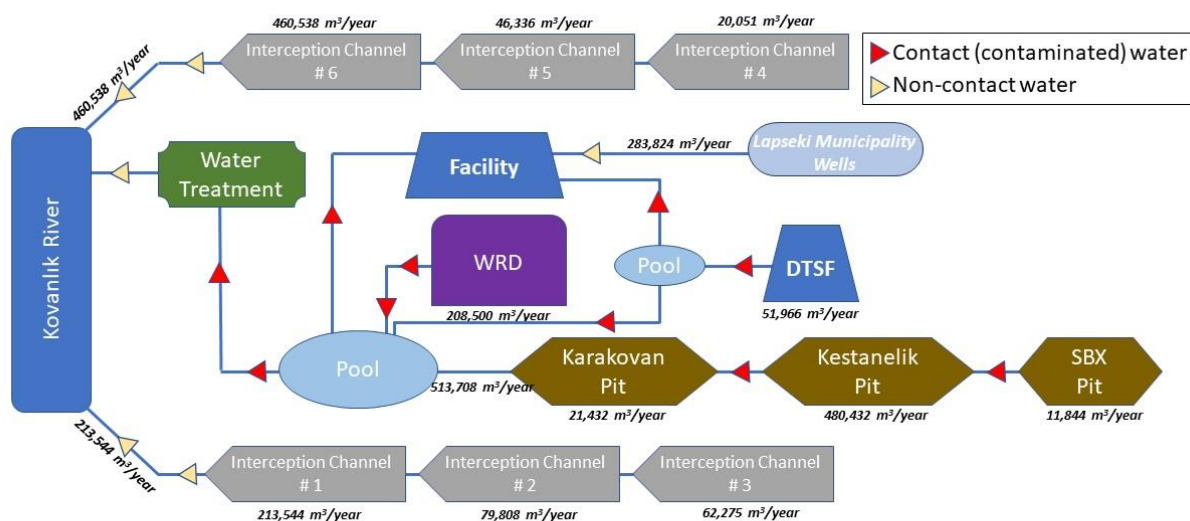 460,538 m³/year
46,336 m³/year
20,051 m³/year
Interception Channel
# 6
Interception Channel
# 5
Interception Channel
# 4
Contact (contaminated) water
Non-contact water
460,538 m³/year
Kovanlık River
Water
Treatment
Facility
283,824 m³/year
Lapseki Municipality
Wells
WRD
208,500 m³/year
Pool
DTSF
51,966 m³/year
Pool
513,708 m³/year
Karakovan
Pit
21,432 m³/year
Kestanelik
Pit
480,432 m³/year
SBX
Pit
11,844 m³/year
213,544 m³/year
Interception Channel
# 1
Interception Channel
# 2
Interception Channel
# 3
213,544 m³/year
79,808 m³/year
62,275 m³/year